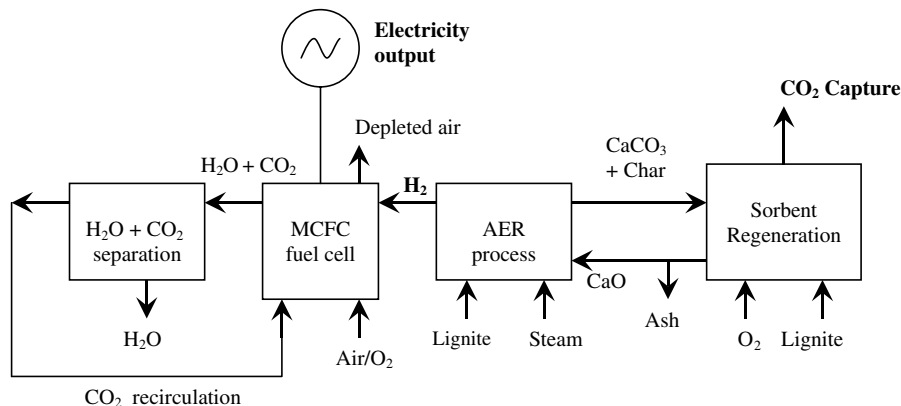 Electricity
output
CO₂ Capture
Depleted air
CaCO₃
+ Char
H₂O + CO₂
H₂
H₂O + CO₂
separation
MCFC
fuel cell
AER
process
Sorbent
Regeneration
CaO
Ash
H₂O
Air/O₂
Lignite
Steam
O₂
Lignite
CO₂ recirculation